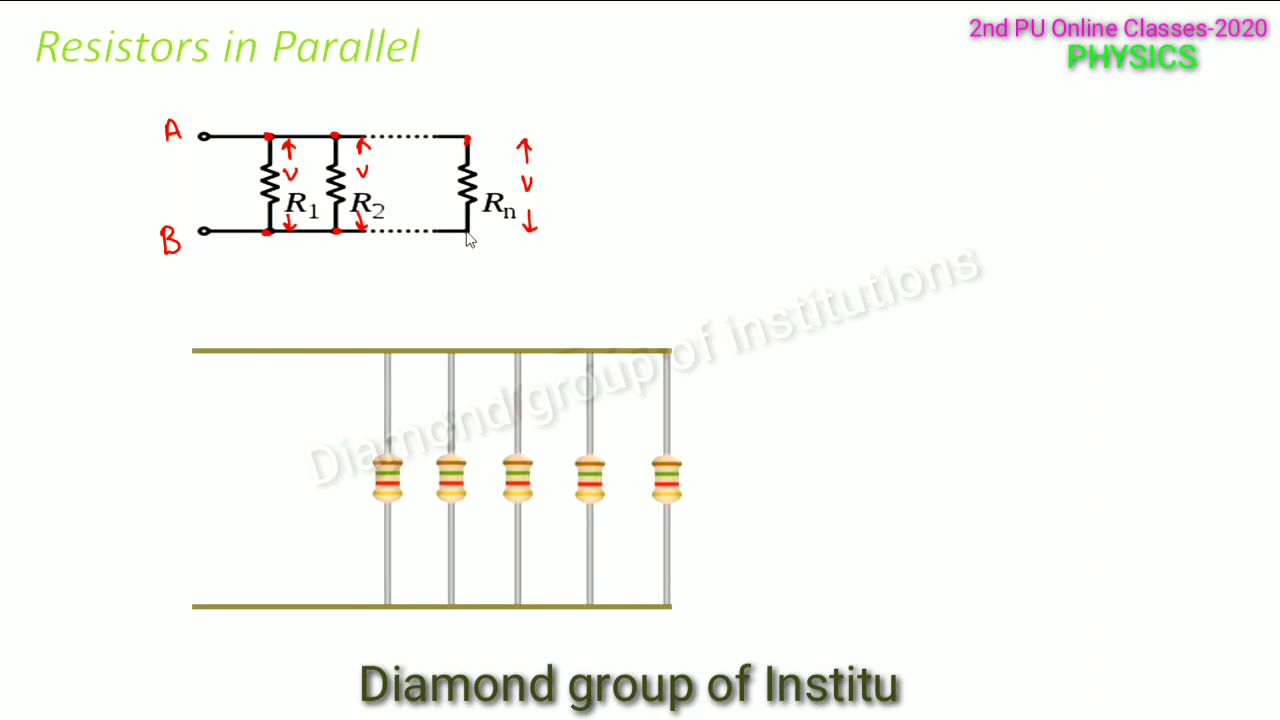 Resistors in Parallel
2nd PU Online Classes-2020
PHYSICS
A
V V V
R1 R2 Rn
B
Diamond group of institutions
Diamond group of Institu